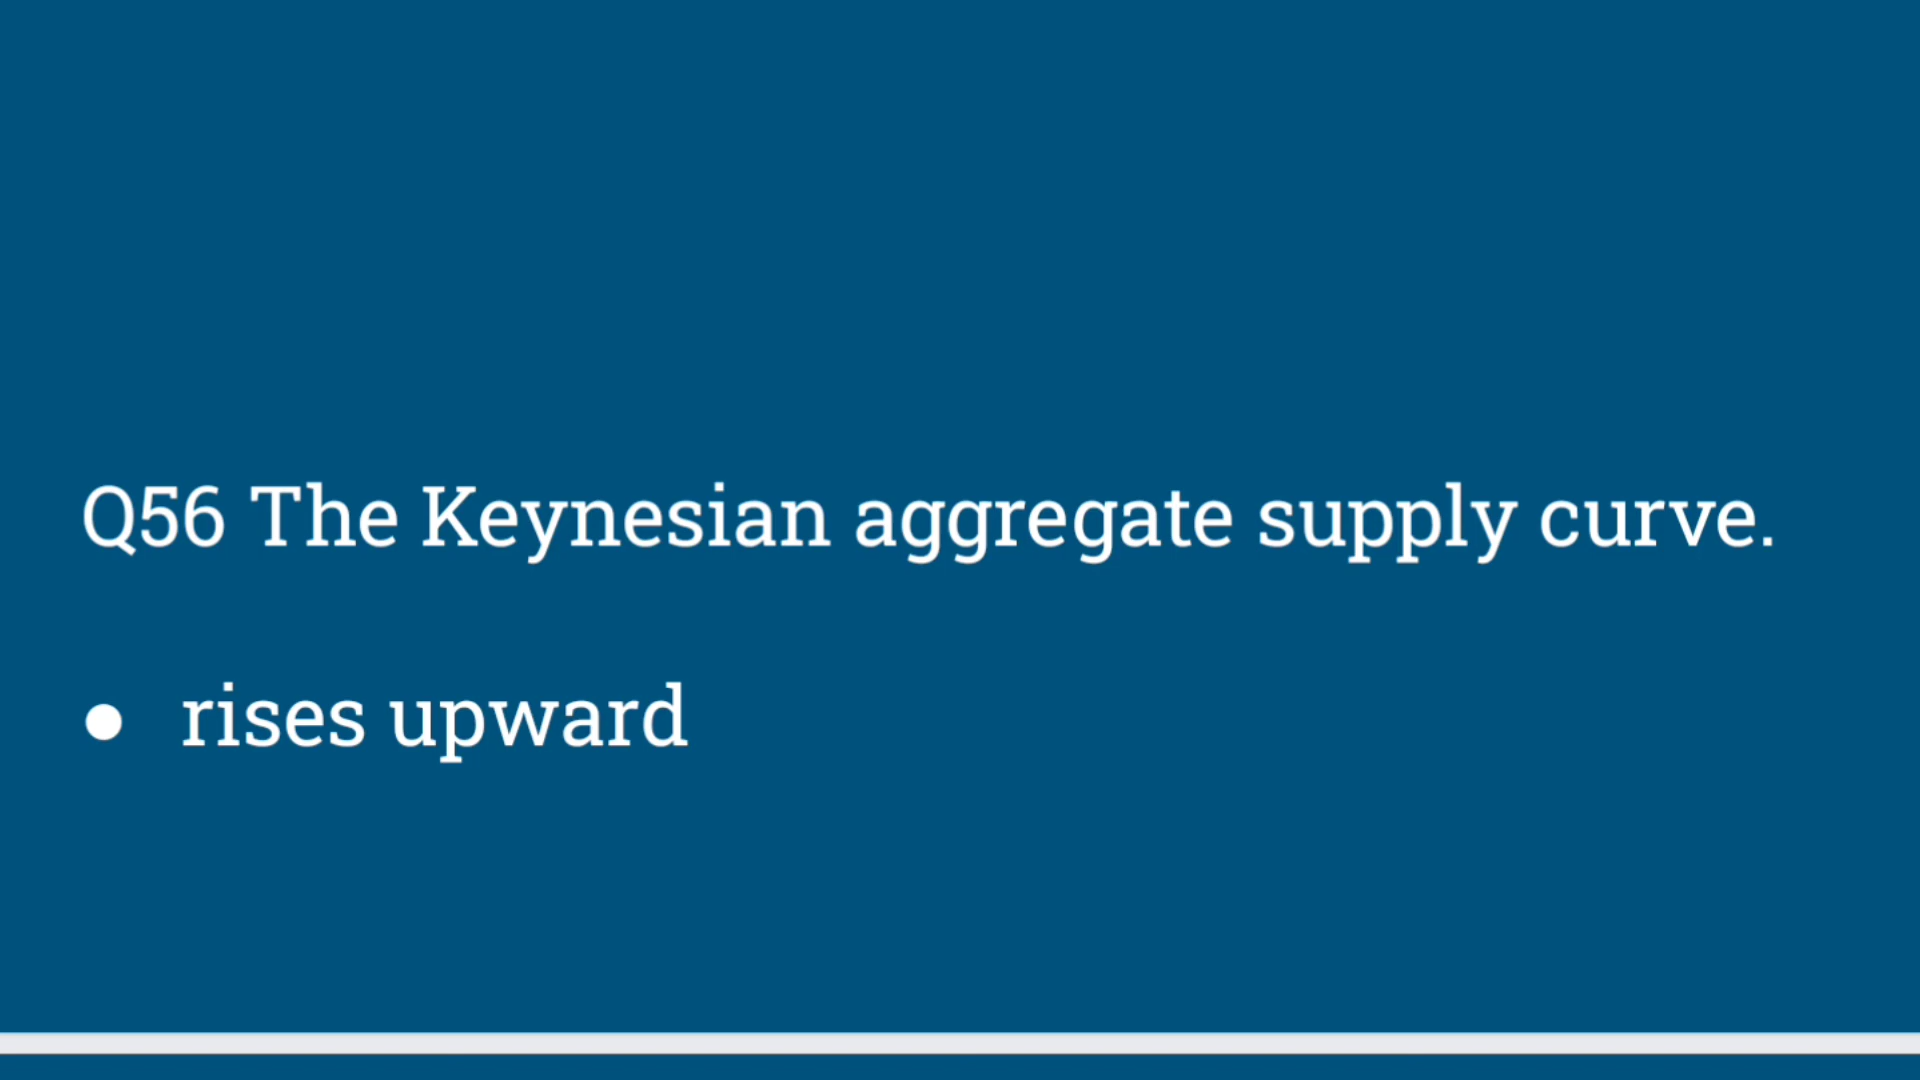 Q56 The Keynesian aggregate supply curve.
● rises upward